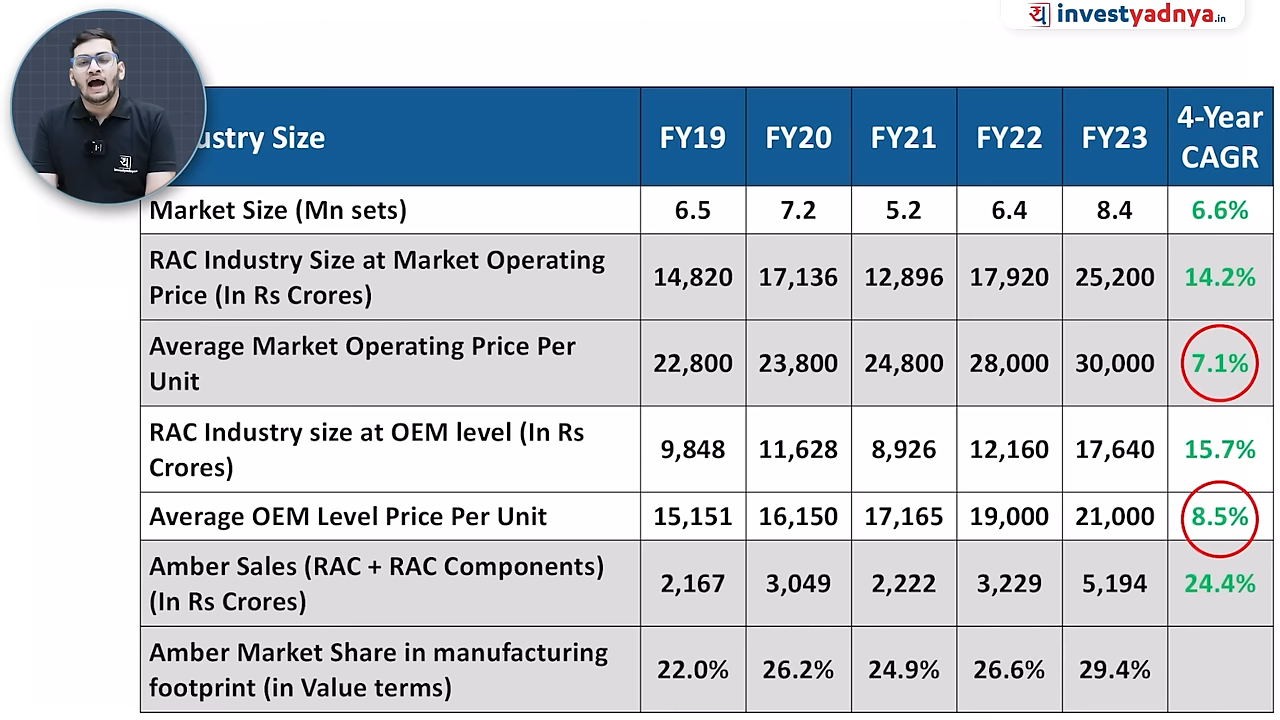 investyadnya.in
ustry Size FY19 FY20 FY21 FY22 FY23 4-Year CAGR
Market Size (Mn sets) 6.5 7.2 5.2 6.4 8.4 6.6%
RAC Industry Size at Market Operating
Price (In Rs Crores) 14,820 17,136 12,896 17,920 25,200 14.2%
Average Market Operating Price Per
Unit 22,800 23,800 24,800 28,000 30,000 7.1%
RAC Industry size at OEM level (In Rs
Crores) 9,848 11,628 8,926 12,160 17,640 15.7%
Average OEM Level Price Per Unit 15,151 16,150 17,165 19,000 21,000 8.5%
Amber Sales (RAC + RAC Components)
(In Rs Crores) 2,167 3,049 2,222 3,229 5,194 24.4%
Amber Market Share in manufacturing
footprint (in Value terms) 22.0% 26.2% 24.9% 26.6% 29.4%